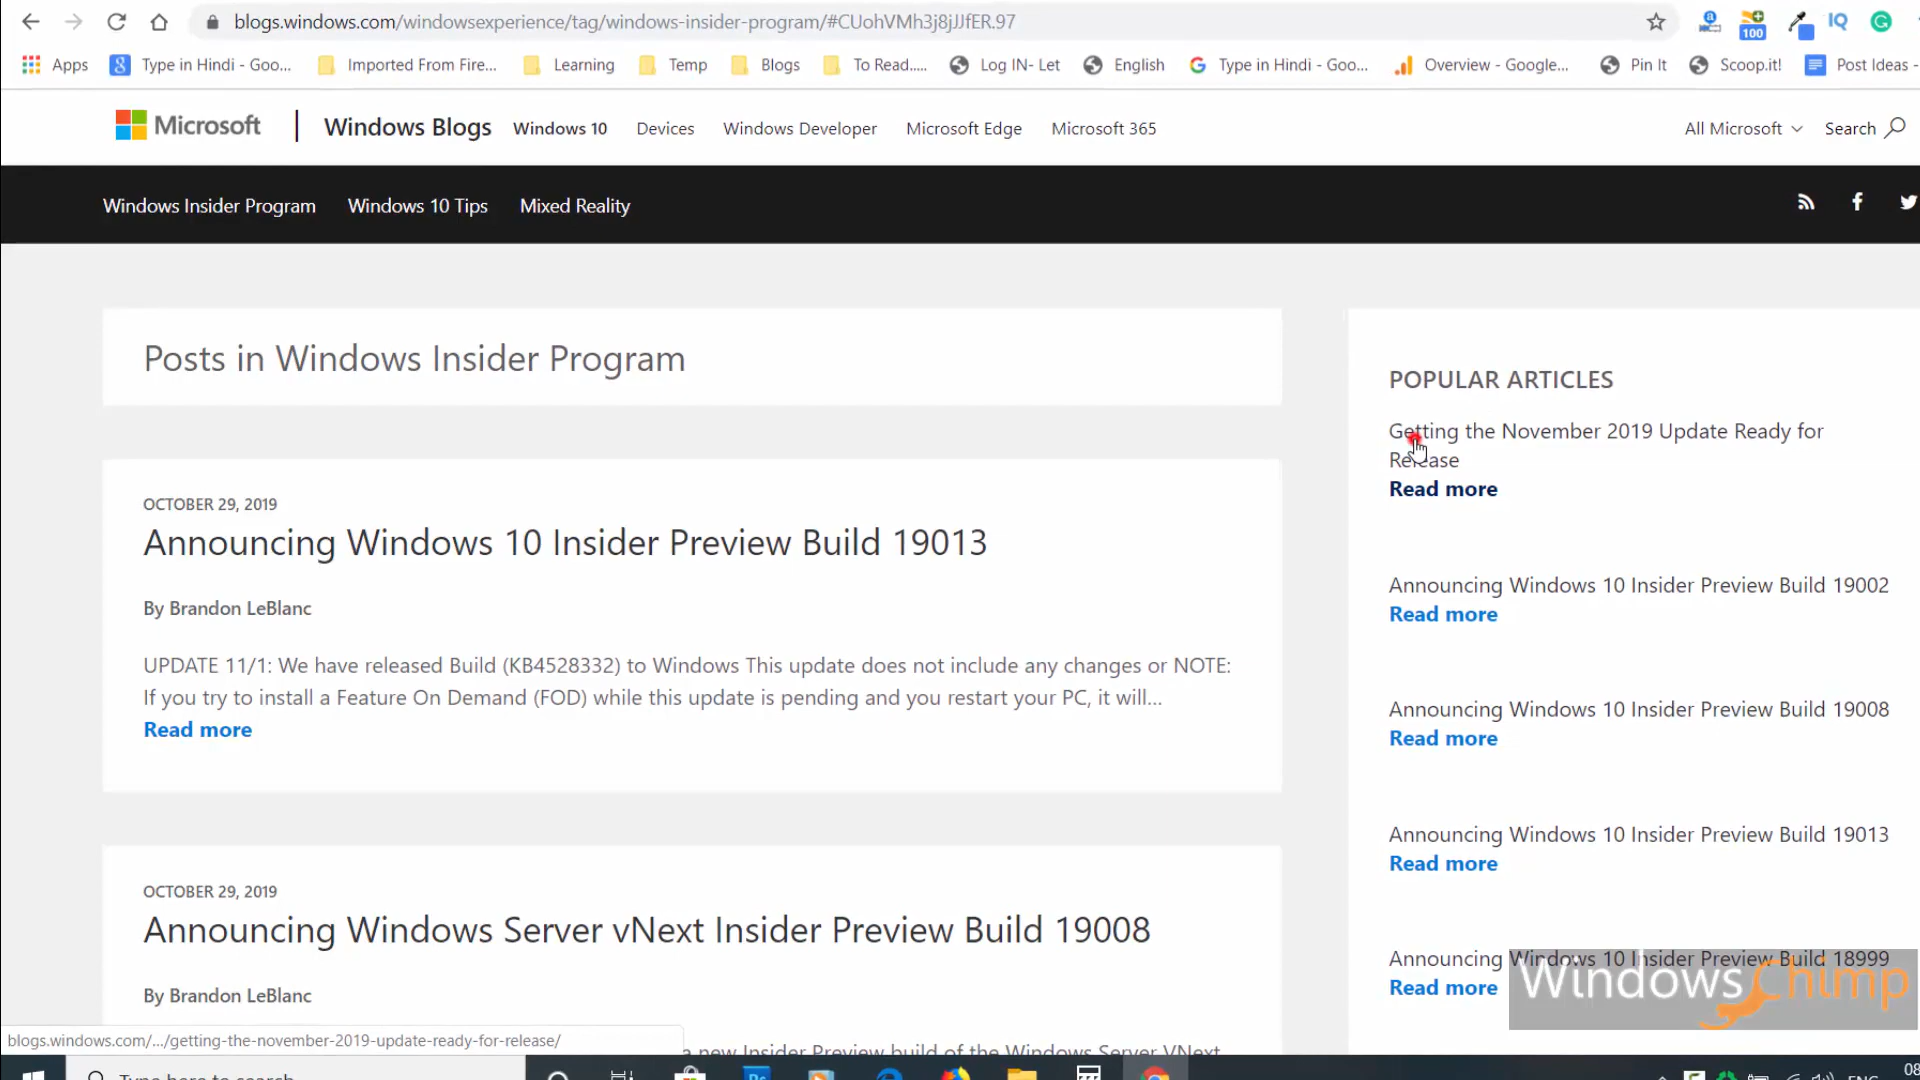 blogs.windows.com/windowsexperience/tag/windows-insider-program/#CUohVMh3j8jJJfER.97
100
IQ
Apps
Type in Hindi - Goo...
Imported From Fire...
Learning
Temp
Blogs
To Read.....
Log IN- Let
English
Type in Hindi - Goo...
Overview - Google...
Pin It
Scoop.it!
Post Ideas -
Microsoft
Windows Blogs
Windows 10
Devices
Windows Developer
Microsoft Edge
Microsoft 365
All Microsoft
Search
Windows Insider Program
Windows 10 Tips
Mixed Reality
Posts in Windows Insider Program
OCTOBER 29, 2019
Announcing Windows 10 Insider Preview Build 19013
By Brandon LeBlanc
UPDATE 11/1: We have released Build (KB4528332) to Windows This update does not include any changes or NOTE:
If you try to install a Feature On Demand (FOD) while this update is pending and you restart your PC, it will...
Read more
OCTOBER 29, 2019
Announcing Windows Server vNext Insider Preview Build 19008
By Brandon LeBlanc
a new Insider Preview build of the Windows Server VNext
POPULAR ARTICLES
Getting the November 2019 Update Ready for
Release
Read more
Announcing Windows 10 Insider Preview Build 19002
Read more
Announcing Windows 10 Insider Preview Build 19008
Read more
Announcing Windows 10 Insider Preview Build 19013
Read more
Announcing Windows 10 Insider Preview Build 18999
Read more
Windows Chimp
blogs.windows.com/.../getting-the-november-2019-update-ready-for-release/
Type here to search
ENG
08